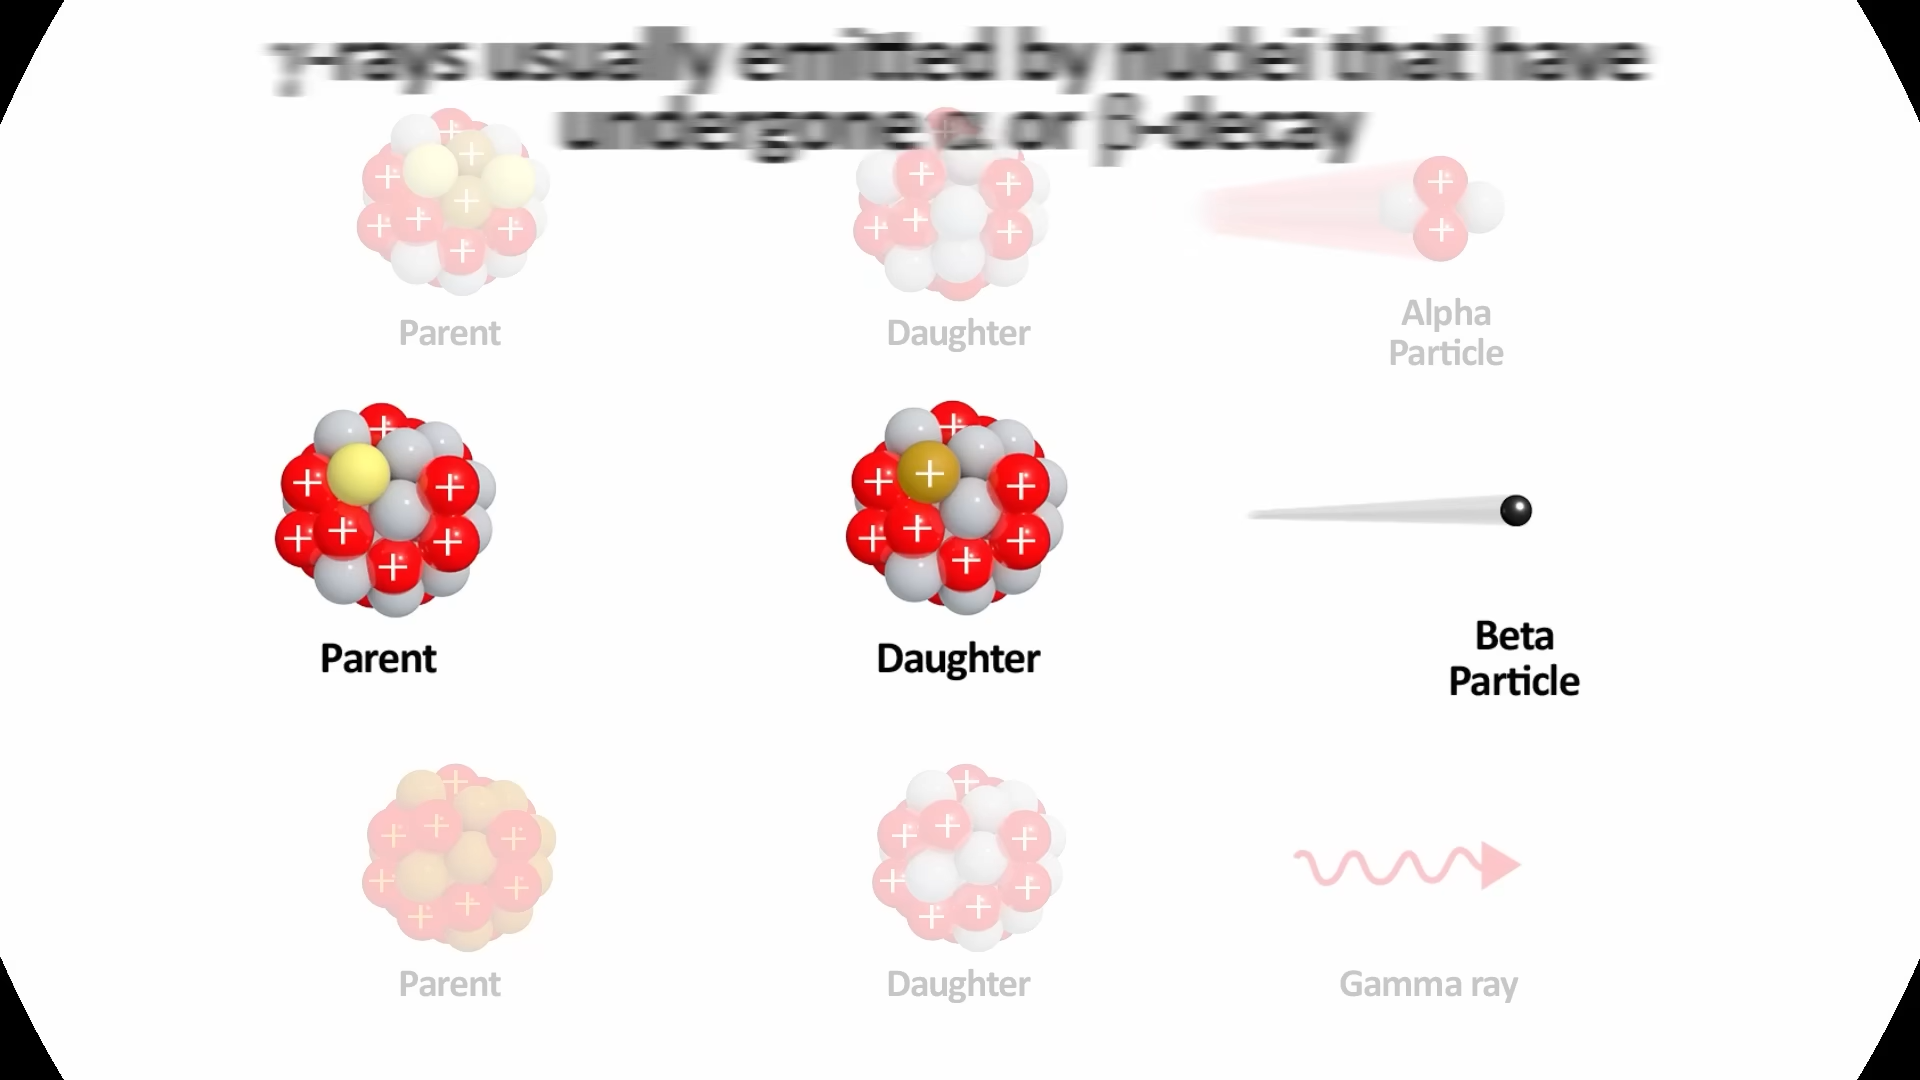 γ-rays usually emitted by nuclei that have
undergone α or β-decay
Parent
Daughter
Alpha
Particle
Parent
Daughter
Beta
Particle
Parent
Daughter
Gamma ray